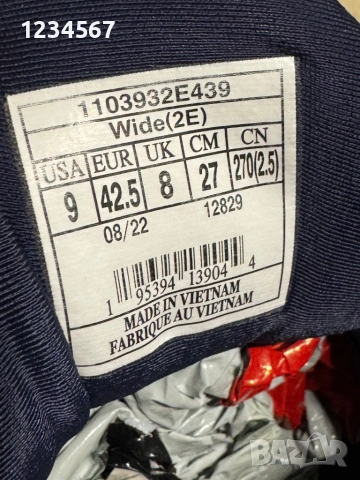 1234567
1103932E439
Wide(2E)
USA EUR UK CM CN
9 42.5 8 27 270(2.5)
08/22 12829
1 95394 13904 4
MADE IN VIETNAM
FABRIQUE AU VIETNAM
BAZAR